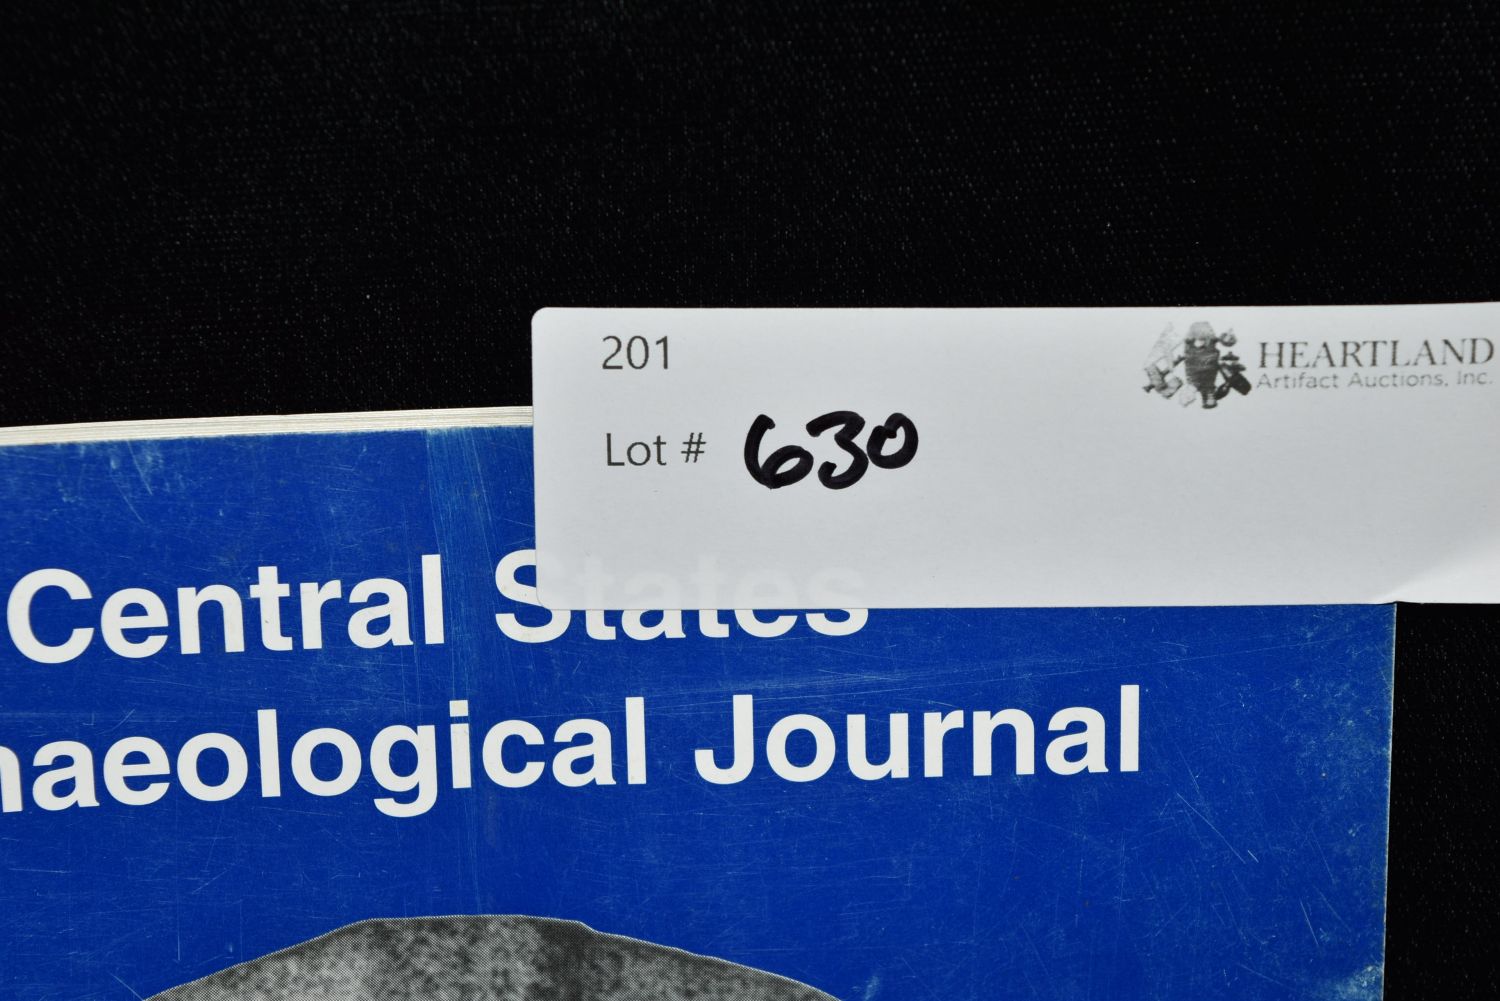 201
HEARTLAND
Artifact Auctions, Inc.
Lot # 630
Central States
haeological Journal